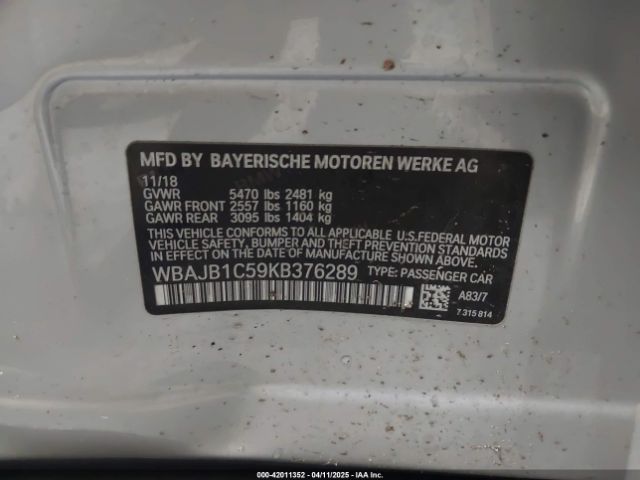 MFD BY BAYERISCHE MOTOREN WERKE AG
11/18
GVWR 5470 lbs 2481 kg
GAWR FRONT 2557 lbs 1160 kg
GAWR REAR 3095 lbs 1404 kg
THIS VEHICLE CONFORMS TO ALL APPLICABLE U.S.FEDERAL MOTOR
VEHICLE SAFETY, BUMPER AND THEFT PREVENTION STANDARDS
IN EFFECT ON THE DATE OF MANUFACTURE SHOWN ABOVE.
WBAJB1C59KB376289 TYPE: PASSENGER CAR
A83/7
7 315 814
000-42011352 - 04/11/2025 - © IAA Inc.